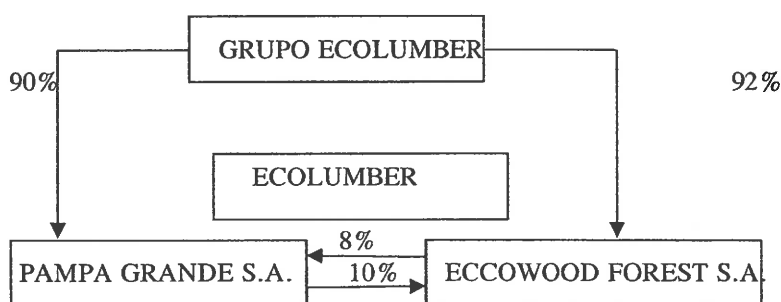 GRUPO ECOLUMBER
90% 92%
ECOLUMBER
8%
PAMPA GRANDE S.A. 10% ECCOWOOD FOREST S.A.